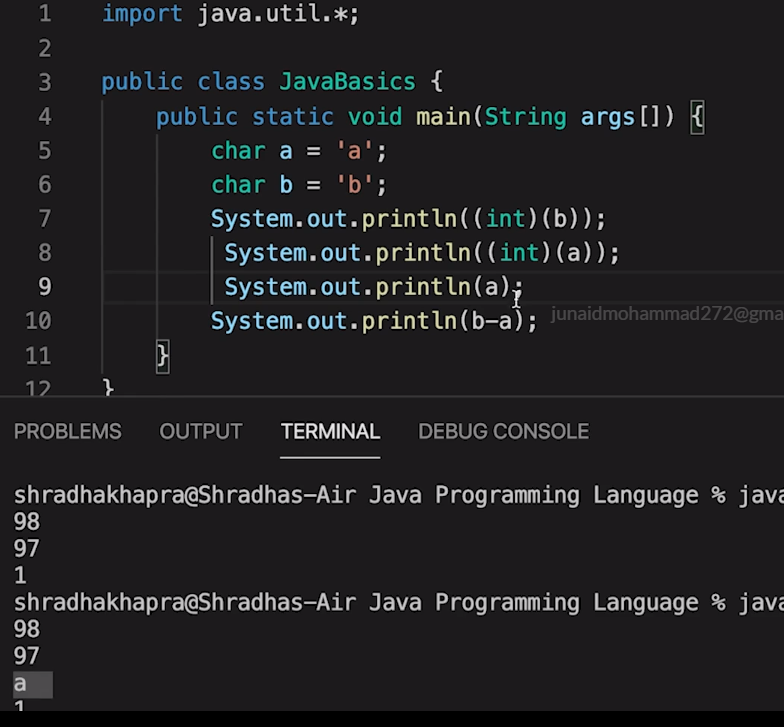 1 import java.util.*;
2
3 public class JavaBasics {
4 public static void main(String args[]) {
5 char a = 'a';
6 char b = 'b';
7 System.out.println((int)(b));
8 System.out.println((int)(a));
9 System.out.println(a);
10 System.out.println(b-a);
junaidmohammad272@gma
11 }
12 }
PROBLEMS OUTPUT TERMINAL DEBUG CONSOLE
shradhakhapra@Shradhas-Air Java Programming Language % java
98
97
1
shradhakhapra@Shradhas-Air Java Programming Language % java
98
97
a
1